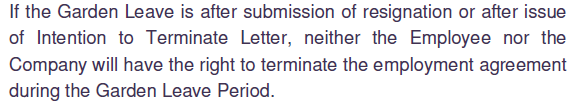 If the Garden Leave is after submission of resignation or after issue
of Intention to Terminate Letter, neither the Employee nor the
Company will have the right to terminate the employment agreement
during the Garden Leave Period.